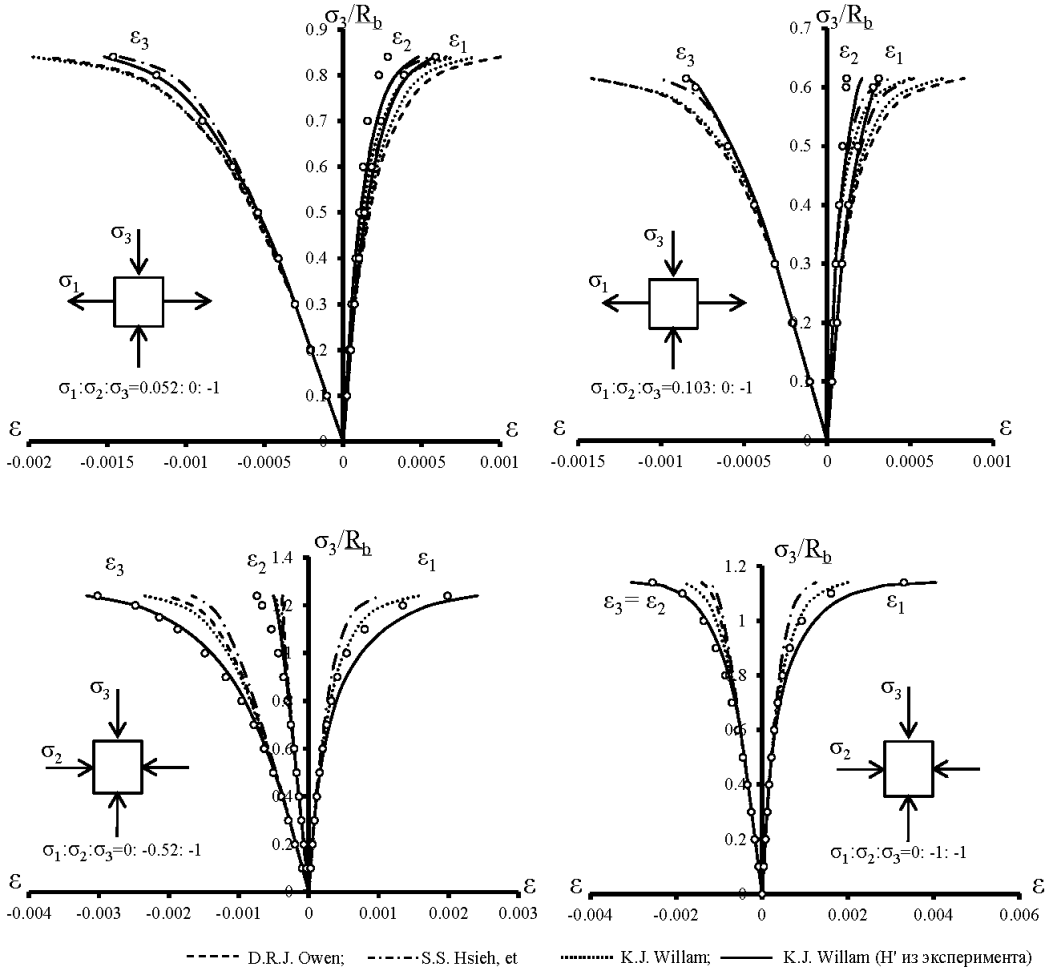 σ3/Rb
0.9
0.8
0.7
0.6
0.5
0.4
0.3
0.2
0.1
0
ε3
ε2
ε1
σ3
σ1
σ1:σ2:σ3=0.052: 0: -1
ε
ε
-0.002
-0.0015
-0.001
-0.0005
0
0.0005
0.001
σ3/Rb
0.7
0.6
0.5
0.4
0.3
0.2
0.1
0
ε3
ε2
ε1
σ3
σ1
σ1:σ2:σ3=0.103: 0: -1
ε
ε
-0.0015
-0.001
-0.0005
0
0.0005
0.001
σ3/Rb
1.4
1.2
1
0.8
0.6
0.4
0.2
0
ε3
ε2
ε1
σ3
σ2
σ1:σ2:σ3=0: -0.52: -1
ε
ε
-0.004
-0.003
-0.002
-0.001
0
0.001
0.002
0.003
σ3/Rb
1.2
1
0.8
0.6
0.4
0.2
0
ε3= ε2
ε1
σ3
σ2
σ1:σ2:σ3=0: -1: -1
ε
ε
-0.004
-0.002
0
0.002
0.004
0.006
D.R.J. Owen;
S.S. Hsieh, et
K.J. Willam;
K.J. Willam (H' из эксперимента)